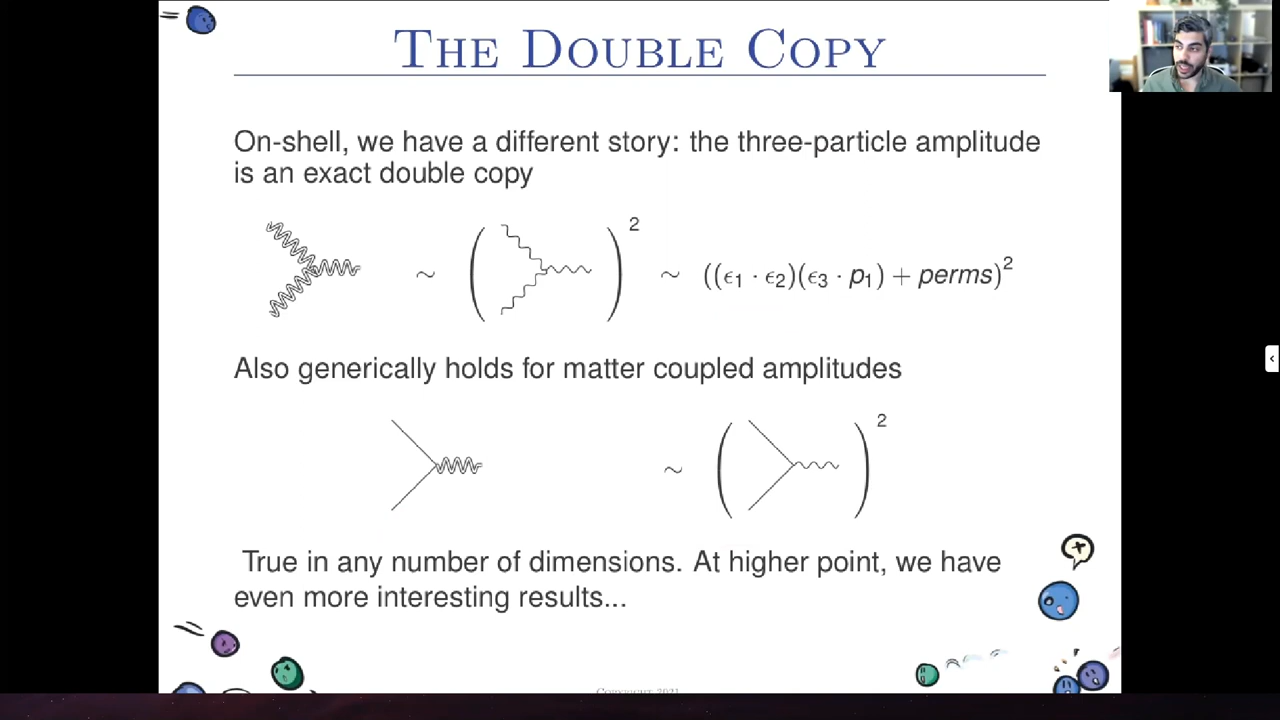 THE DOUBLE COPY
On-shell, we have a different story: the three-particle amplitude
is an exact double copy
~ ( )² ~ ((ϵ₁ · ϵ₂)(ϵ₃ · p₁) + perms)²
Also generically holds for matter coupled amplitudes
~ ( )²
True in any number of dimensions. At higher point, we have
even more interesting results...